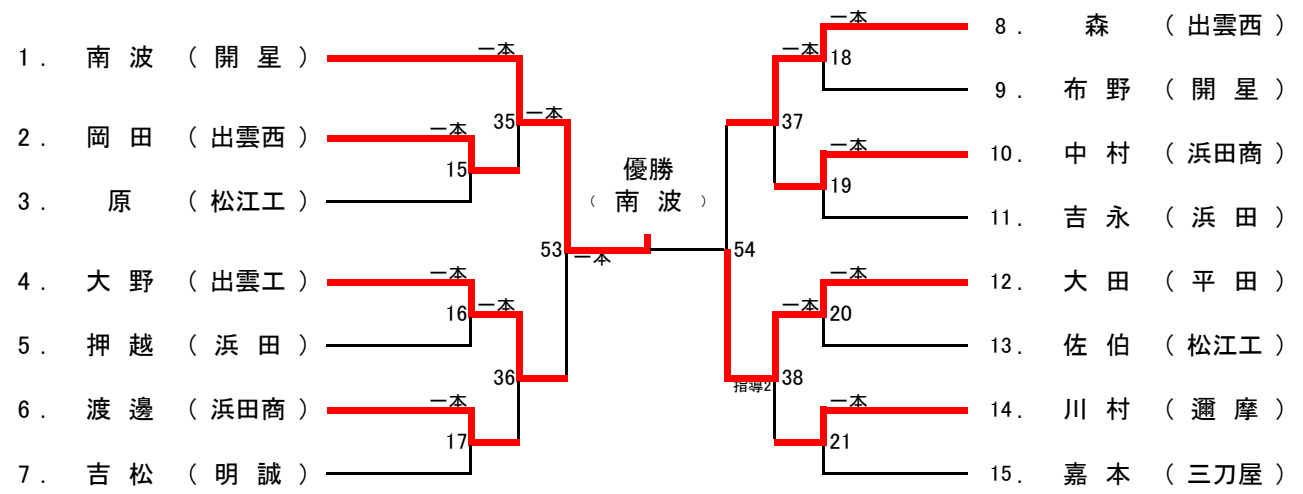 1. 南波 (開星)
一本
2. 岡田 (出雲西)
一本
15
3. 原 (松江工)
35
一本
4. 大野 (出雲工)
一本
16
一本
5. 押越 (浜田)
36
6. 渡邊 (浜田商)
一本
17
7. 吉松 (明誠)
53
一本
優勝
(南波)
54
8. 森 (出雲西)
一本
18
一本
9. 布野 (開星)
37
10. 中村 (浜田商)
一本
19
11. 吉永 (浜田)
12. 大田 (平田)
一本
20
一本
13. 佐伯 (松江工)
38
指導2
14. 川村 (邇摩)
一本
21
15. 嘉本 (三刀屋)